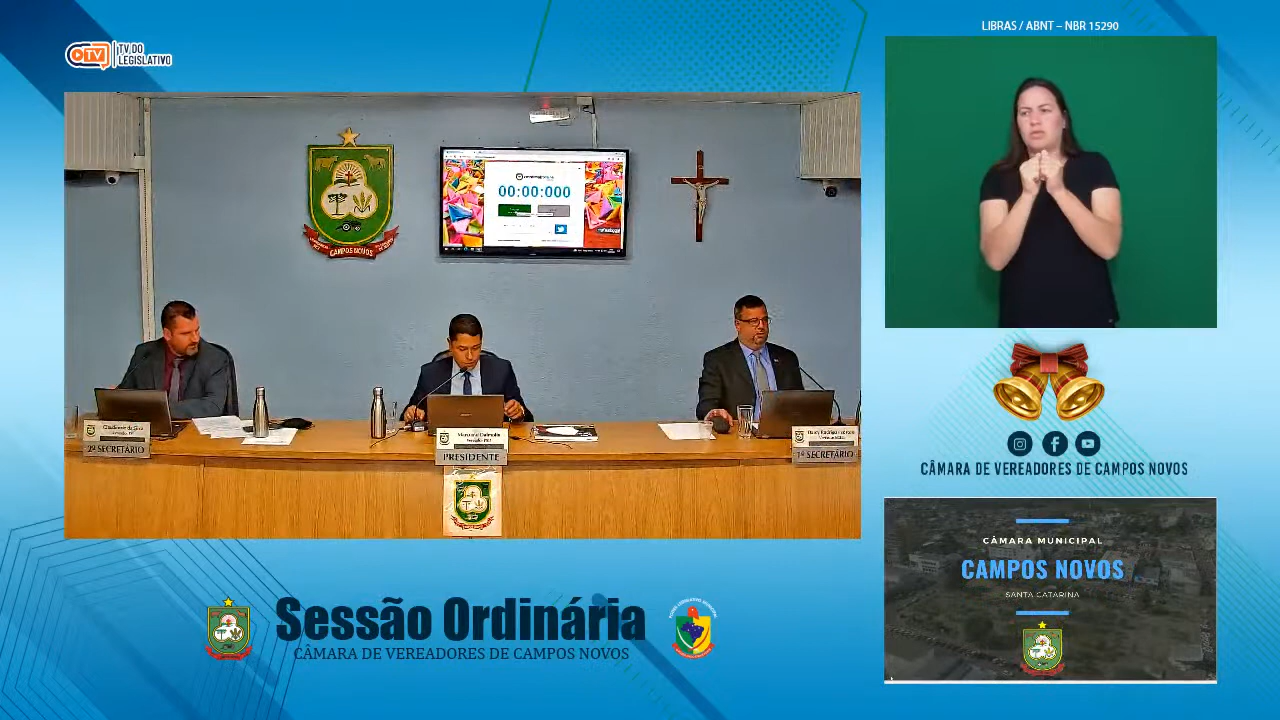 LIBRAS / ABNT – NBR 15290
TV
TV DO
LEGISLATIVO
00:00:000
CAMPOS NOVOS
2º SECRETÁRIO
PRESIDENTE
1º SECRETÁRIO
CÂMARA DE VEREADORES DE CAMPOS NOVOS
CÂMARA MUNICIPAL
CAMPOS NOVOS
SANTA CATARINA
Sessão Ordinária
CÂMARA DE VEREADORES DE CAMPOS NOVOS